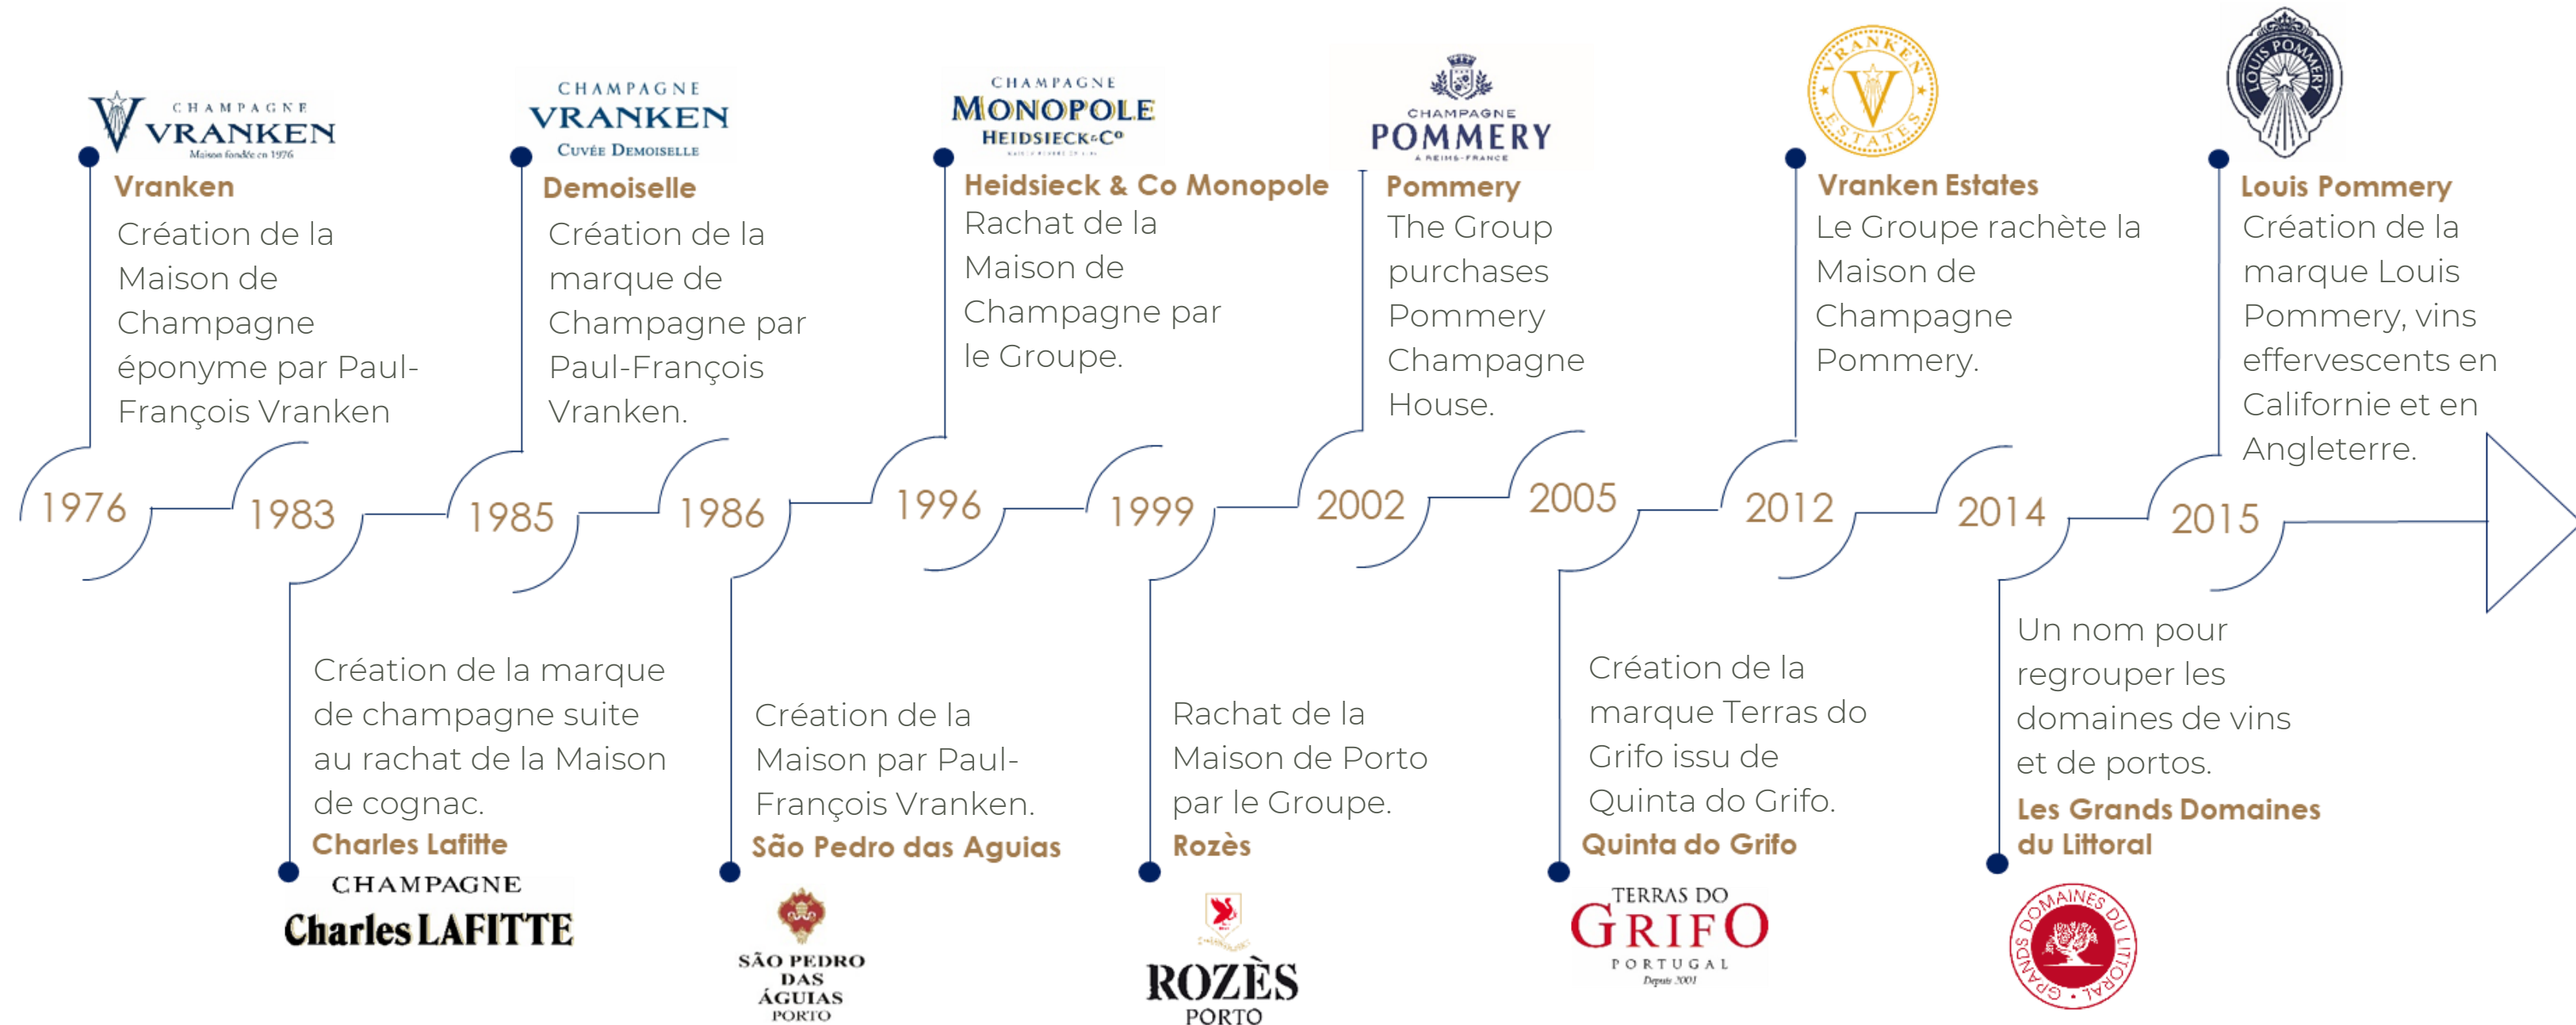 CHAMPAGNE
VRANKEN
Maison fondée en 1976
Vranken
Création de la
Maison de
Champagne
éponyme par Paul-
François Vranken
CHAMPAGNE
VRANKEN
CUVÉE DEMOISELLE
Demoiselle
Création de la
marque de
Champagne par
Paul-François
Vranken.
CHAMPAGNE
MONOPOLE
HEIDSIECK & Cº
Heidsieck & Co Monopole
Rachat de la
Maison de
Champagne par
le Groupe.
CHAMPAGNE
POMMERY
A REIMS-FRANCE
Pommery
The Group
purchases
Pommery
Champagne
House.
VRANKEN
V
ESTATES
Vranken Estates
Le Groupe rachète la
Maison de
Champagne
Pommery.
LOUIS POMMERY
Louis Pommery
Création de la
marque Louis
Pommery, vins
effervescents en
Californie et en
Angleterre.
1976
1983
1985
1986
1996
1999
2002
2005
2012
2014
2015
Création de la marque
de champagne suite
au rachat de la Maison
de cognac.
Charles Lafitte
CHAMPAGNE
Charles LAFITTE
Création de la
Maison par Paul-
François Vranken.
São Pedro das Aguias
SÃO PEDRO
DAS
ÁGUIAS
PORTO
Rachat de la
Maison de Porto
par le Groupe.
Rozès
ROZÈS
PORTO
Création de la
marque Terras do
Grifo issu de
Quinta do Grifo.
Quinta do Grifo
TERRAS DO
GRIFO
PORTUGAL
Depuis 2001
Un nom pour
regrouper les
domaines de vins
et de portos.
Les Grands Domaines
du Littoral
GRANDS DOMAINES DU LITTORAL